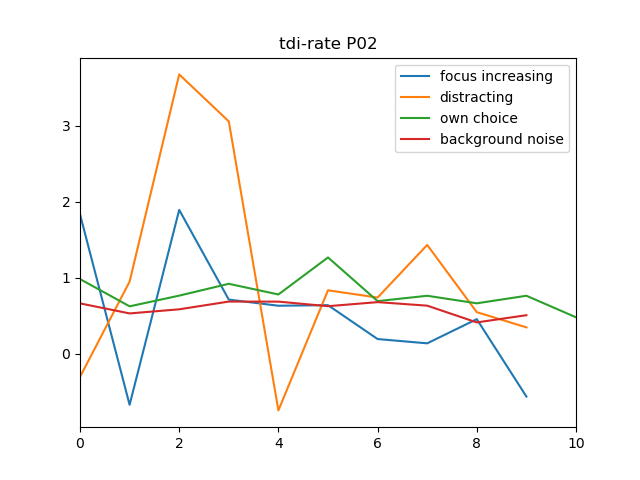 tdi-rate P02
focus increasing
distracting
own choice
background noise
3
2
1
0
0 2 4 6 8 10